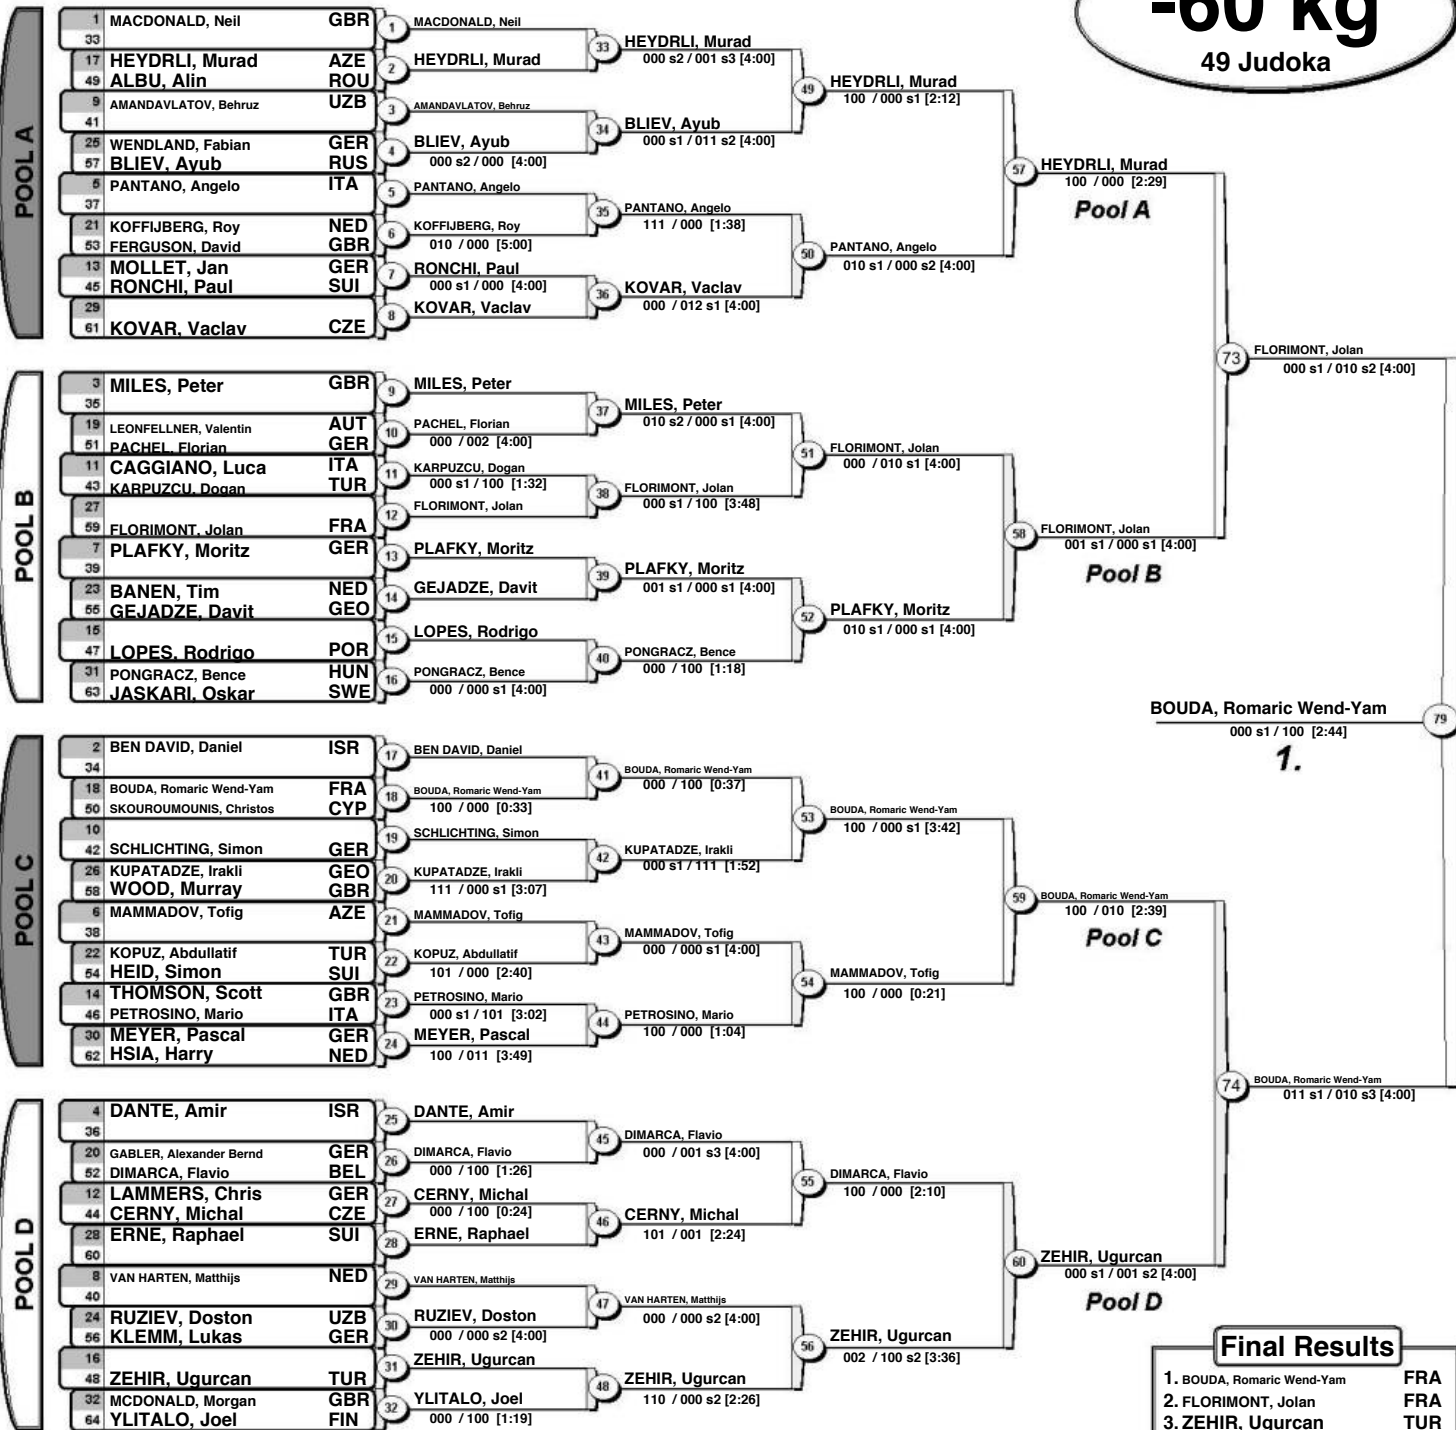 -60 kg
49 Judoka
POOL A
1 MACDONALD, Neil GBR
33
17 HEYDRLI, Murad AZE
49 ALBU, Alin ROU
9 AMANDAVLATOV, Behruz UZB
41
25 WENDLAND, Fabian GER
57 BLIEV, Ayub RUS
5 PANTANO, Angelo ITA
37
21 KOFFIJBERG, Roy NED
53 FERGUSON, David GBR
13 MOLLET, Jan GER
45 RONCHI, Paul SUI
29
61 KOVAR, Vaclav CZE
1 MACDONALD, Neil
2 HEYDRLI, Murad
3 AMANDAVLATOV, Behruz
4 BLIEV, Ayub
000 s2 / 000 [4:00]
5 PANTANO, Angelo
6 KOFFIJBERG, Roy
010 / 000 [5:00]
7 RONCHI, Paul
000 s1 / 000 [4:00]
8 KOVAR, Vaclav
33 HEYDRLI, Murad
000 s2 / 001 s3 [4:00]
34 BLIEV, Ayub
000 s1 / 011 s2 [4:00]
35 PANTANO, Angelo
111 / 000 [1:38]
36 KOVAR, Vaclav
000 / 012 s1 [4:00]
49 HEYDRLI, Murad
100 / 000 s1 [2:12]
50 PANTANO, Angelo
010 s1 / 000 s2 [4:00]
57 HEYDRLI, Murad
100 / 000 [2:29]
Pool A
POOL B
3 MILES, Peter GBR
35
19 LEONFELLNER, Valentin AUT
51 PACHEL, Florian GER
11 CAGGIANO, Luca ITA
43 KARPUZCU, Dogan TUR
27
59 FLORIMONT, Jolan FRA
7 PLAFKY, Moritz GER
39
23 BANEN, Tim NED
55 GEJADZE, Davit GEO
15
47 LOPES, Rodrigo POR
31 PONGRACZ, Bence HUN
63 JASKARI, Oskar SWE
9 MILES, Peter
10 PACHEL, Florian
000 / 002 [4:00]
11 KARPUZCU, Dogan
000 s1 / 100 [1:32]
12 FLORIMONT, Jolan
13 PLAFKY, Moritz
14 GEJADZE, Davit
15 LOPES, Rodrigo
16 PONGRACZ, Bence
000 / 000 s1 [4:00]
37 MILES, Peter
010 s2 / 000 s1 [4:00]
38 FLORIMONT, Jolan
000 s1 / 100 [3:48]
39 PLAFKY, Moritz
001 s1 / 000 s1 [4:00]
40 PONGRACZ, Bence
000 / 100 [1:18]
51 FLORIMONT, Jolan
000 / 010 s1 [4:00]
52 PLAFKY, Moritz
010 s1 / 000 s1 [4:00]
58 FLORIMONT, Jolan
001 s1 / 000 s1 [4:00]
Pool B
73 FLORIMONT, Jolan
000 s1 / 010 s2 [4:00]
BOUDA, Romaric Wend-Yam 79
000 s1 / 100 [2:44]
1.
POOL C
2 BEN DAVID, Daniel ISR
34
18 BOUDA, Romaric Wend-Yam FRA
50 SKOUROUMOUNIS, Christos CYP
10
42 SCHLICHTING, Simon GER
26 KUPATADZE, Irakli GEO
58 WOOD, Murray GBR
6 MAMMADOV, Tofig AZE
38
22 KOPUZ, Abdullatif TUR
54 HEID, Simon SUI
14 THOMSON, Scott GBR
46 PETROSINO, Mario ITA
30 MEYER, Pascal GER
62 HSIA, Harry NED
17 BEN DAVID, Daniel
18 BOUDA, Romaric Wend-Yam
100 / 000 [0:33]
19 SCHLICHTING, Simon
20 KUPATADZE, Irakli
111 / 000 s1 [3:07]
21 MAMMADOV, Tofig
22 KOPUZ, Abdullatif
101 / 000 [2:40]
23 PETROSINO, Mario
000 s1 / 101 [3:02]
24 MEYER, Pascal
100 / 011 [3:49]
41 BOUDA, Romaric Wend-Yam
000 / 100 [0:37]
42 KUPATADZE, Irakli
000 s1 / 111 [1:52]
43 MAMMADOV, Tofig
000 / 000 s1 [4:00]
44 PETROSINO, Mario
100 / 000 [1:04]
53 BOUDA, Romaric Wend-Yam
100 / 000 s1 [3:42]
54 MAMMADOV, Tofig
100 / 000 [0:21]
59 BOUDA, Romaric Wend-Yam
100 / 010 [2:39]
Pool C
POOL D
4 DANTE, Amir ISR
36
20 GABLER, Alexander Bernd GER
52 DIMARCA, Flavio BEL
12 LAMMERS, Chris GER
44 CERNY, Michal CZE
28 ERNE, Raphael SUI
60
8 VAN HARTEN, Matthijs NED
40
24 RUZIEV, Doston UZB
56 KLEMM, Lukas GER
16
48 ZEHIR, Ugurcan TUR
32 MCDONALD, Morgan GBR
64 YLITALO, Joel FIN
25 DANTE, Amir
26 DIMARCA, Flavio
000 / 100 [1:26]
27 CERNY, Michal
000 / 100 [0:24]
28 ERNE, Raphael
29 VAN HARTEN, Matthijs
30 RUZIEV, Doston
000 / 000 s2 [4:00]
31 ZEHIR, Ugurcan
32 YLITALO, Joel
000 / 100 [1:19]
45 DIMARCA, Flavio
000 / 001 s3 [4:00]
46 CERNY, Michal
101 / 001 [2:24]
47 VAN HARTEN, Matthijs
000 / 000 s2 [4:00]
48 ZEHIR, Ugurcan
110 / 000 s2 [2:26]
55 DIMARCA, Flavio
100 / 000 [2:10]
56 ZEHIR, Ugurcan
002 / 100 s2 [3:36]
60 ZEHIR, Ugurcan
000 s1 / 001 s2 [4:00]
Pool D
74 BOUDA, Romaric Wend-Yam
011 s1 / 010 s3 [4:00]
Final Results
1. BOUDA, Romaric Wend-Yam FRA
2. FLORIMONT, Jolan FRA
3. ZEHIR, Ugurcan TUR